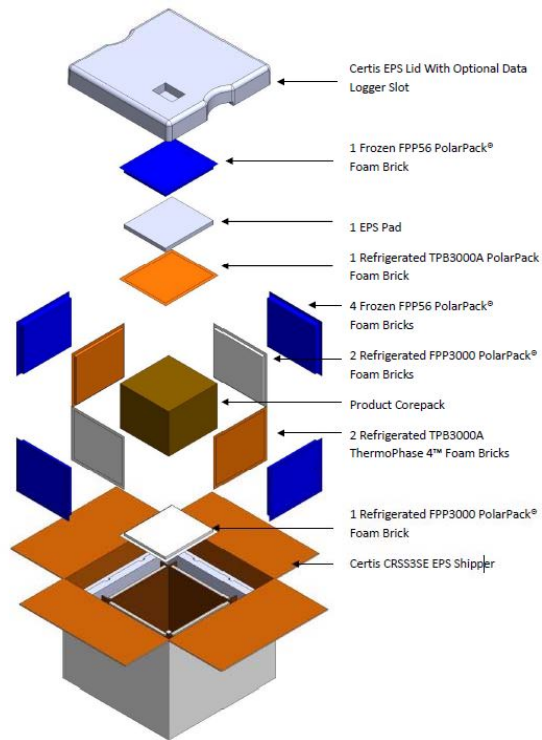 Certis EPS Lid With Optional Data
Logger Slot
1 Frozen FPP56 PolarPack®
Foam Brick
1 EPS Pad
1 Refrigerated TPB3000A PolarPack
Foam Brick
4 Frozen FPP56 PolarPack®
Foam Bricks
2 Refrigerated FPP3000 PolarPack®
Foam Bricks
Product Corepack
2 Refrigerated TPB3000A
ThermoPhase 4™ Foam Bricks
1 Refrigerated FPP3000 PolarPack®
Foam Brick
Certis CRSS3SE EPS Shipper